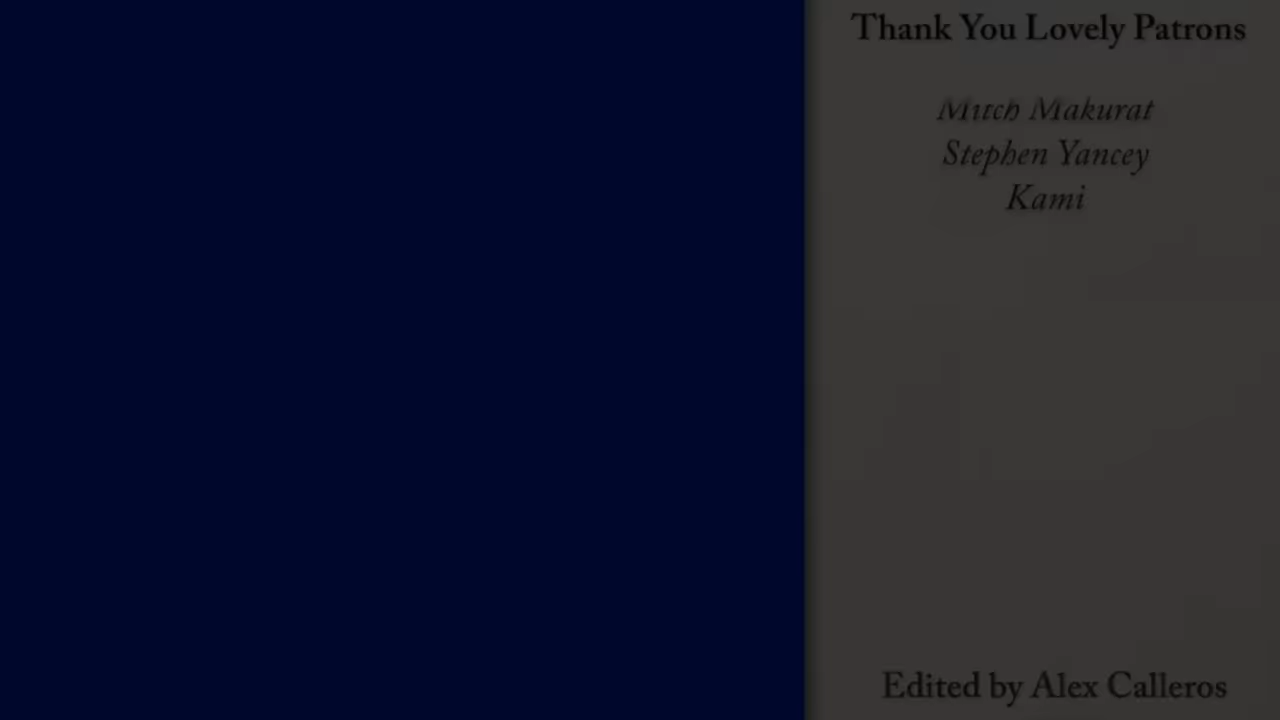 Thank You Lovely Patrons
Mitch Makurat
Stephen Yancey
Kami
Edited by Alex Calleros